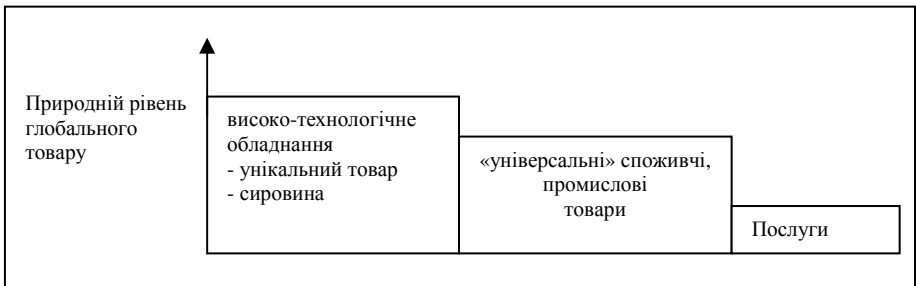 Природній рівень
глобального
товару
високо-технологічне
обладнання
- унікальний товар
- сировина
«універсальні» споживчі,
промислові
товари
Послуги